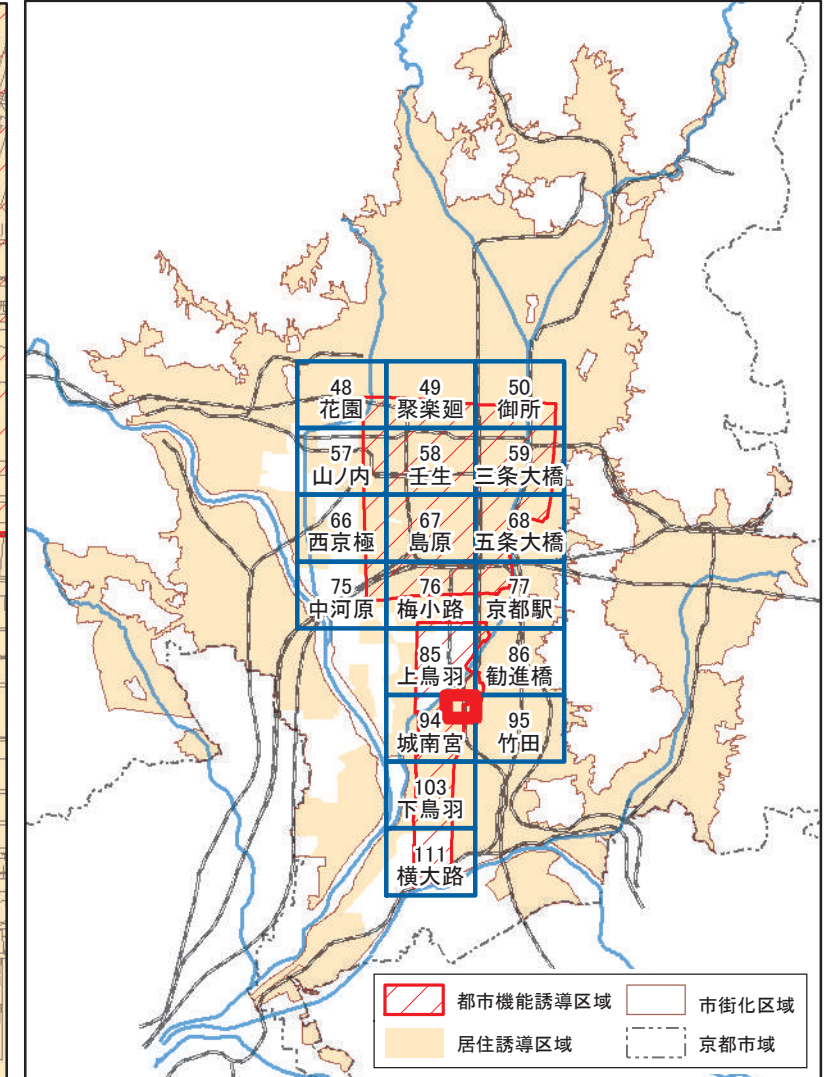 48
花園
49
聚楽廻
50
御所
57
山ノ内
58
壬生
59
三条大橋
66
西京極
67
島原
68
五条大橋
75
中河原
76
梅小路
77
京都駅
85
上鳥羽
86
勧進橋
94
城南宮
95
竹田
103
下鳥羽
111
横大路
都市機能誘導区域
市街化区域
居住誘導区域
京都市域